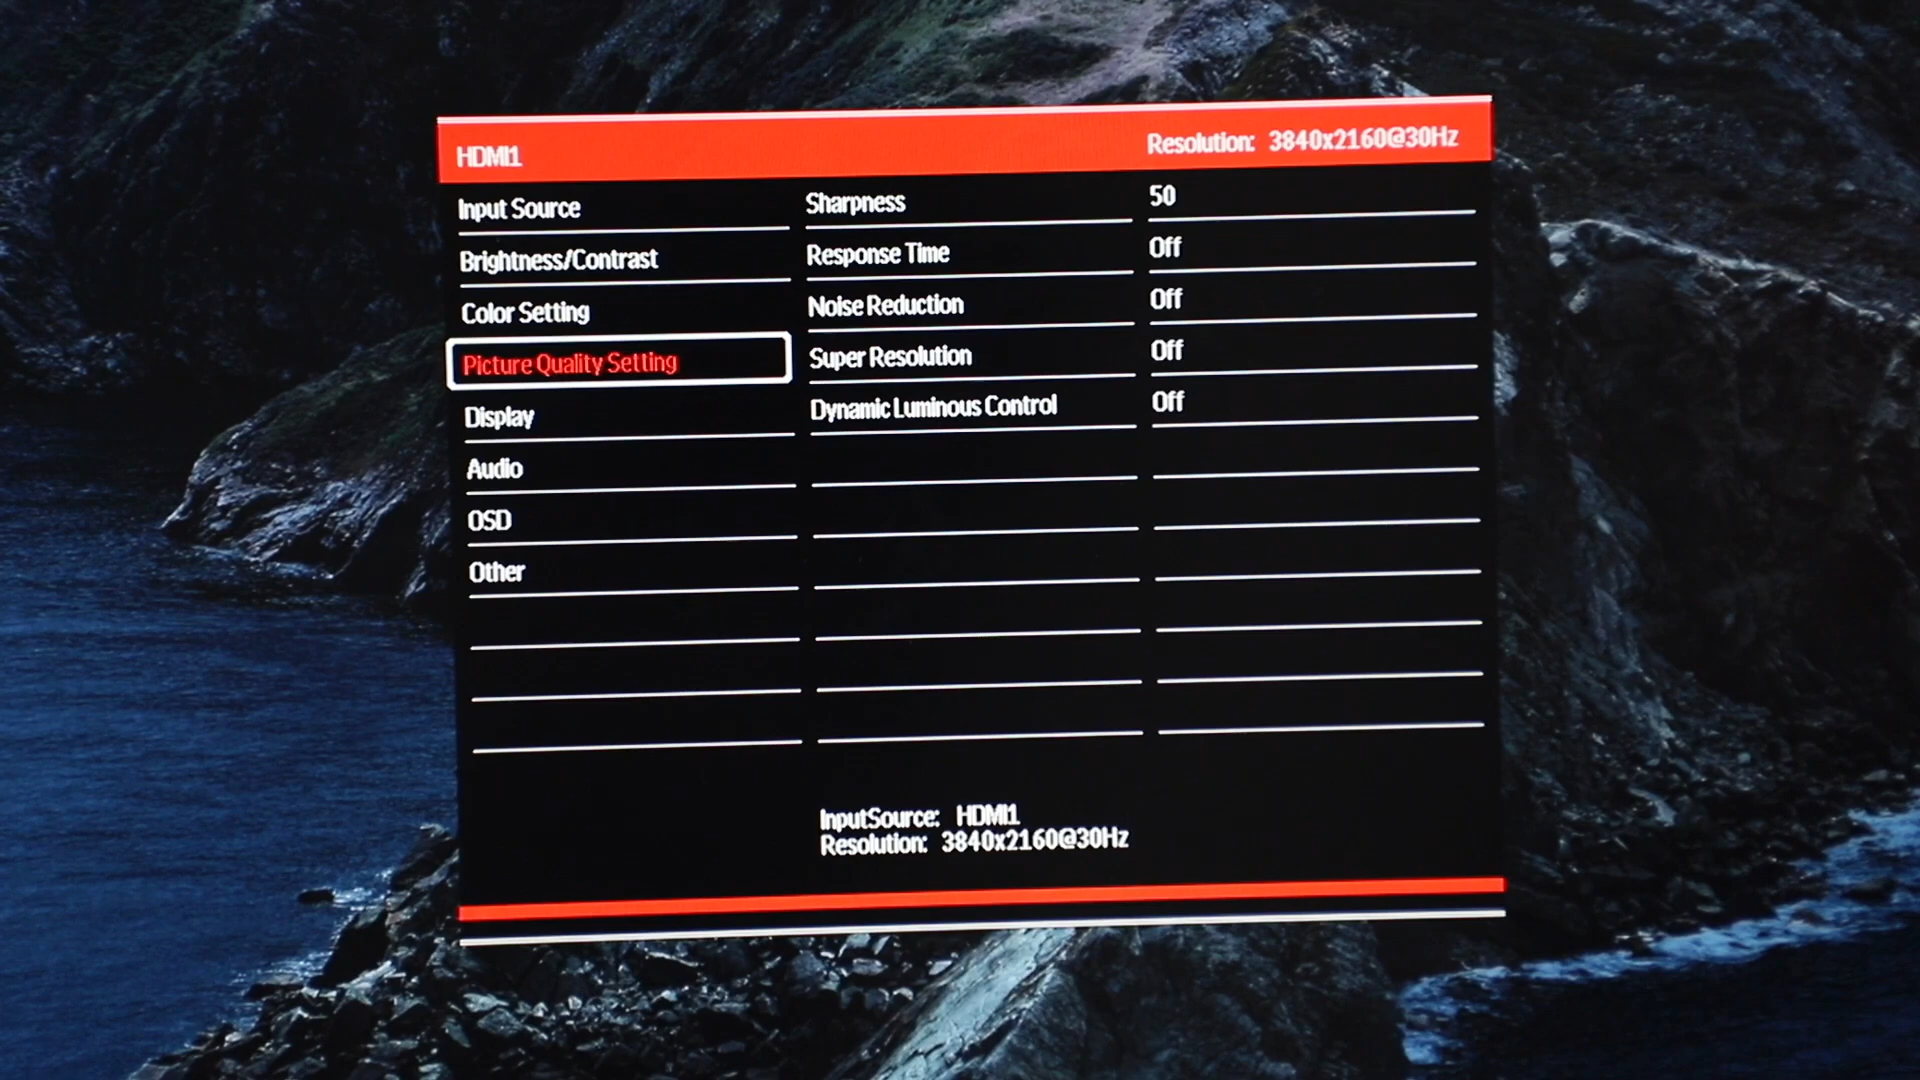 HDMI1
Resolution: 3840x2160@30Hz
Input Source
Sharpness
50
Brightness/Contrast
Response Time
Off
Color Setting
Noise Reduction
Off
Picture Quality Setting
Super Resolution
Off
Display
Dynamic Luminous Control
Off
Audio
OSD
Other
InputSource: HDMI1
Resolution: 3840x2160@30Hz